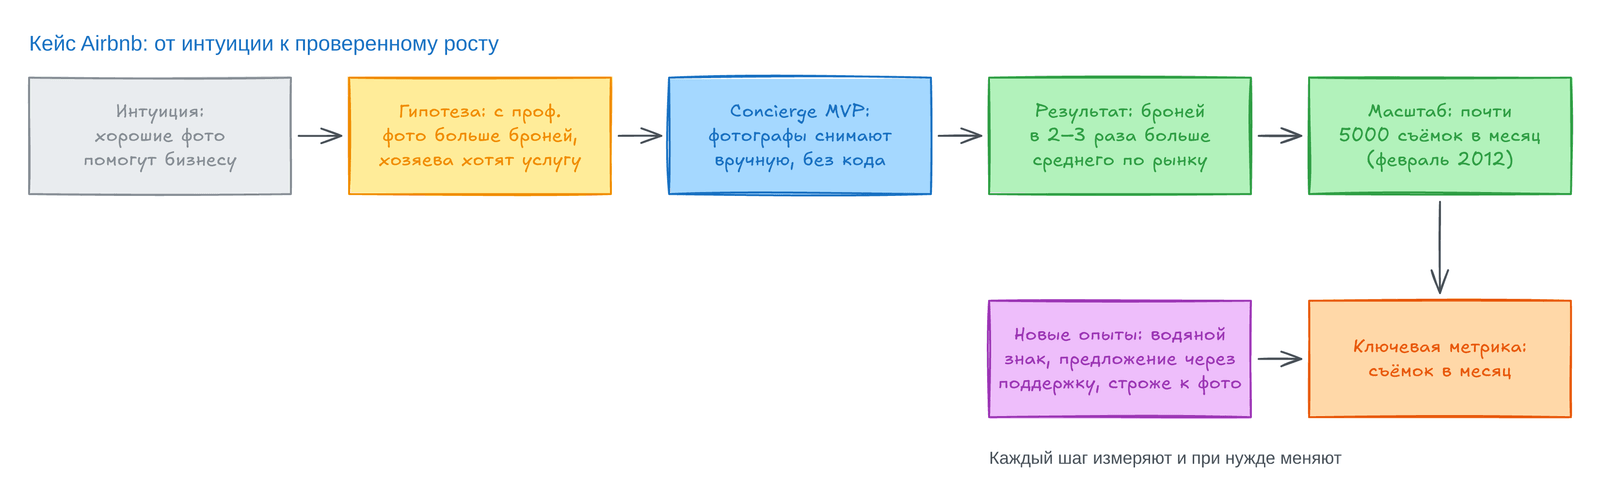 Кейс Airbnb: от интуиции к проверенному росту
Интуиция:
хорошие фото
помогут бизнесу
Гипотеза: с проф.
фото больше броней,
хозяева хотят услугу
Concierge MVP:
фотографы снимают
вручную, без кода
Результат: броней
в 2–3 раза больше
среднего по рынку
Масштаб: почти
5000 съёмок в месяц
(февраль 2012)
Новые опыты: водяной
знак, предложение через
поддержку, строже к фото
Ключевая метрика:
съёмок в месяц
Каждый шаг измеряют и при нужде меняют